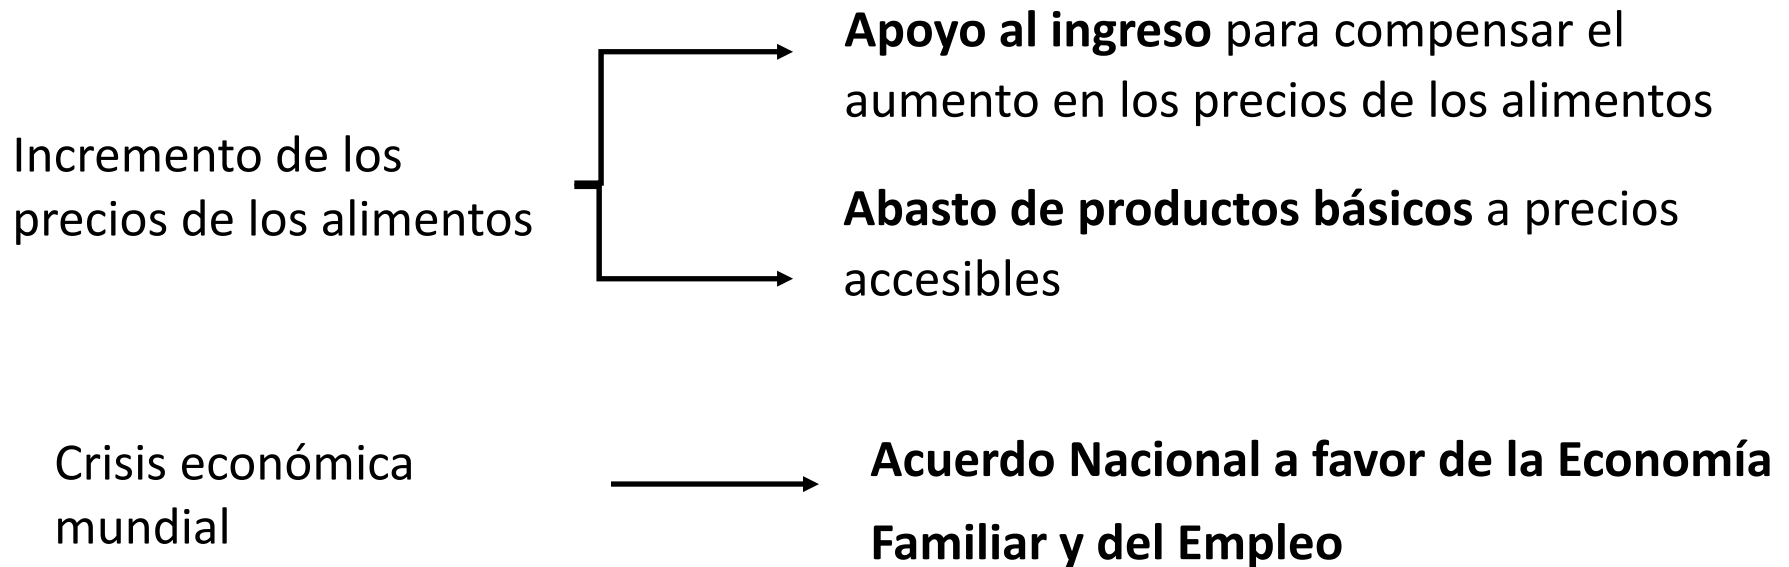 Incremento de los
precios de los alimentos
Apoyo al ingreso para compensar el
aumento en los precios de los alimentos
Abasto de productos básicos a precios
accesibles
Crisis económica
mundial
Acuerdo Nacional a favor de la Economía
Familiar y del Empleo